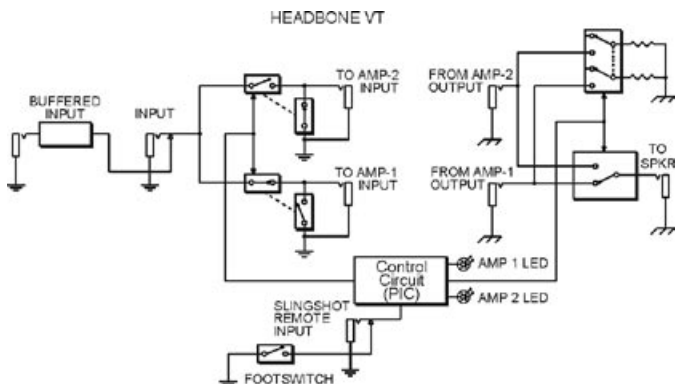 HEADBONE VT
BUFFERED
INPUT
INPUT
TO AMP-2
INPUT
FROM AMP-2
OUTPUT
TO AMP-1
INPUT
FROM AMP-1
OUTPUT
TO
SPKR
Control
Circuit
(PIC)
AMP 1 LED
AMP 2 LED
SLINGSHOT
REMOTE
INPUT
FOOTSWITCH